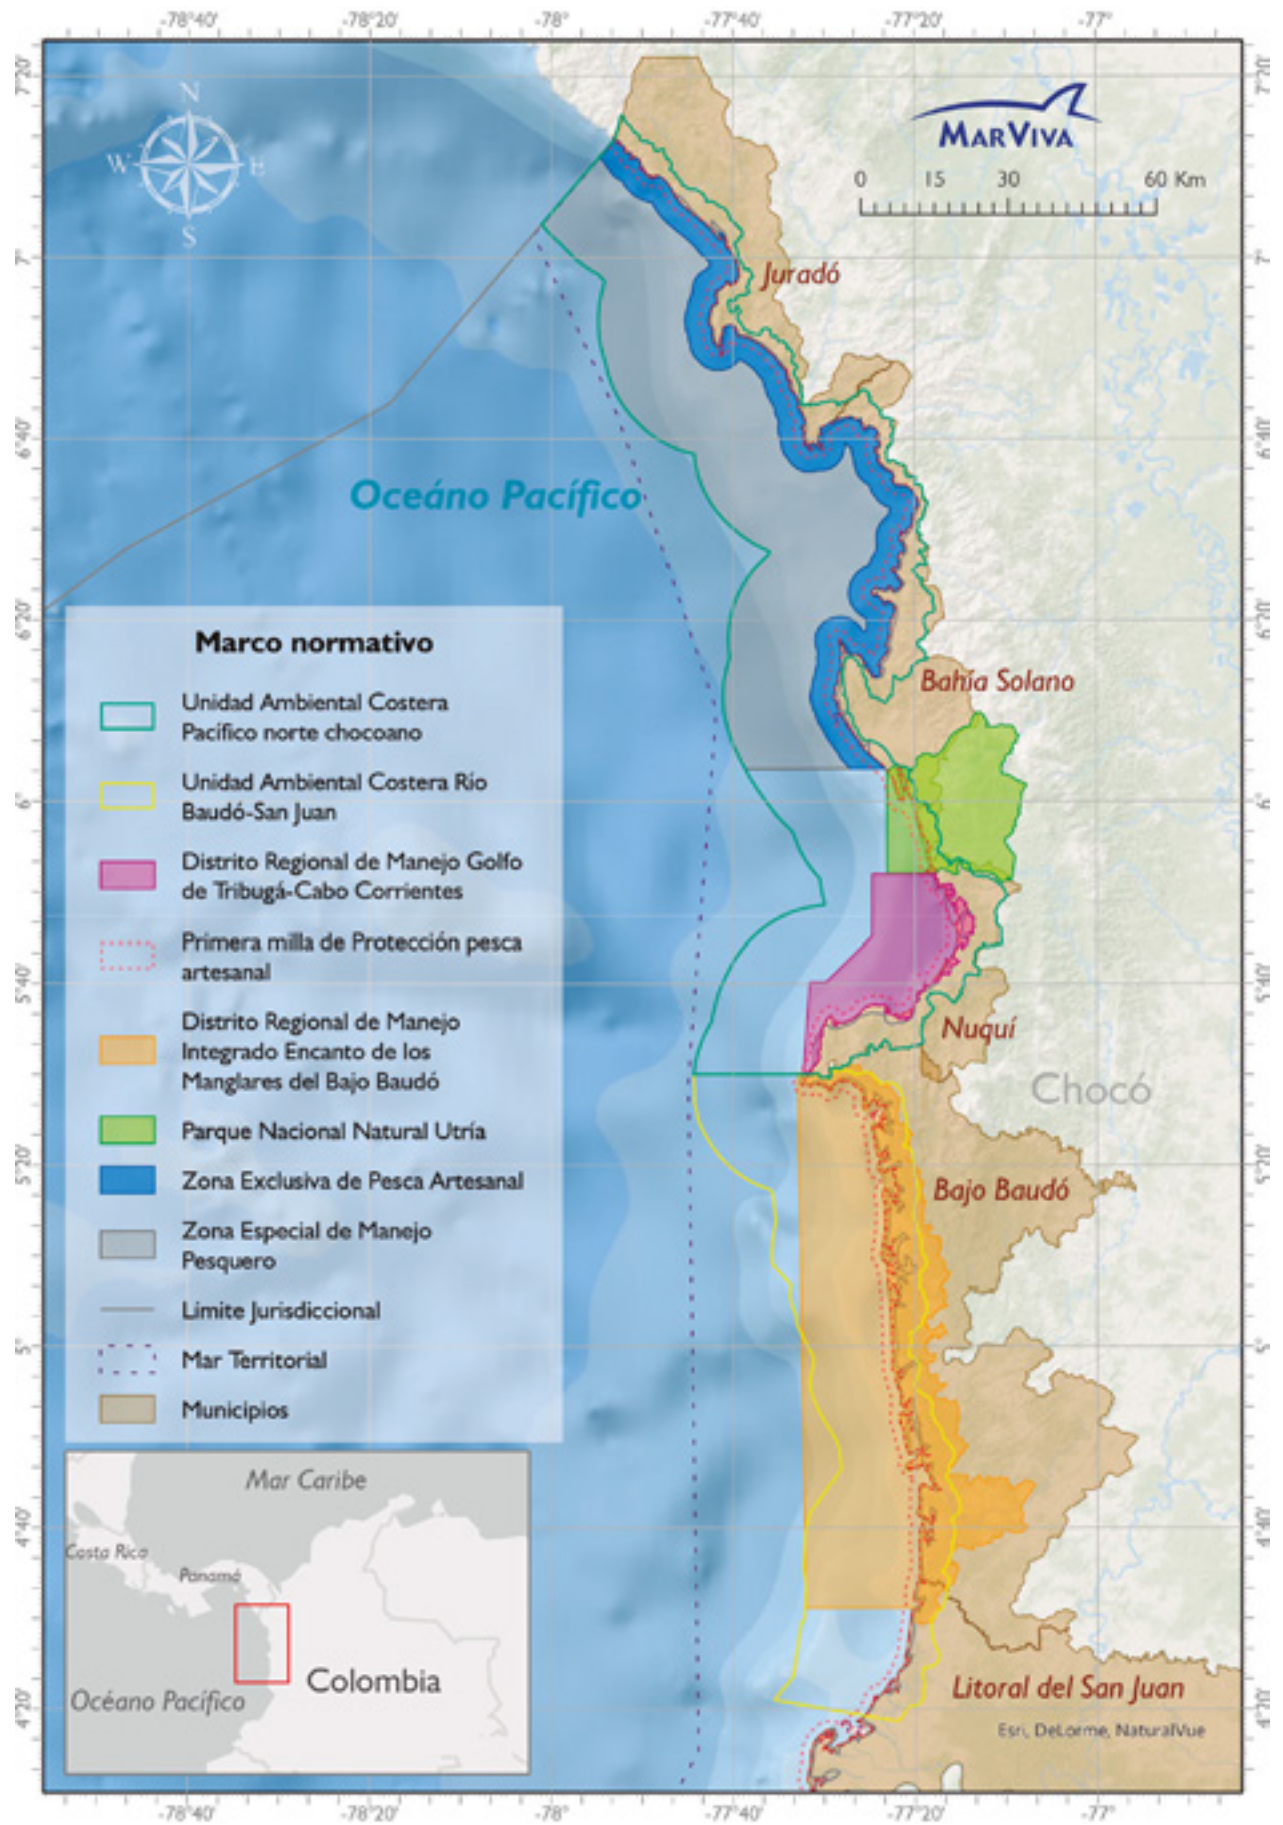 -78°40'
-78°20'
-78°
-77°40'
-77°20'
-77°
7°20'
7°20'
N
W
E
S
MARVIVA
0 15 30 60 Km
7°
7°
Juradó
6°40'
6°40'
Oceáno Pacífico
6°20'
6°20'
Marco normativo
Unidad Ambiental Costera
Pacífico norte chocoano
Unidad Ambiental Costera Río
Baudó-San Juan
Distrito Regional de Manejo Golfo
de Tribugá-Cabo Corrientes
Primera milla de Protección pesca
artesanal
Distrito Regional de Manejo
Integrado Encanto de los
Manglares del Bajo Baudó
Parque Nacional Natural Utría
Zona Exclusiva de Pesca Artesanal
Zona Especial de Manejo
Pesquero
Límite Jurisdiccional
Mar Territorial
Municipios
Bahía Solano
6°
6°
5°40'
5°40'
Nuquí
Chocó
5°20'
5°20'
Bajo Baudó
5°
5°
4°40'
4°40'
Mar Caribe
Costa Rica
Panamá
Colombia
Océano Pacífico
Litoral del San Juan
4°20'
4°20'
Esri, DeLorme, NaturalVue
-78°40'
-78°20'
-78°
-77°40'
-77°20'
-77°